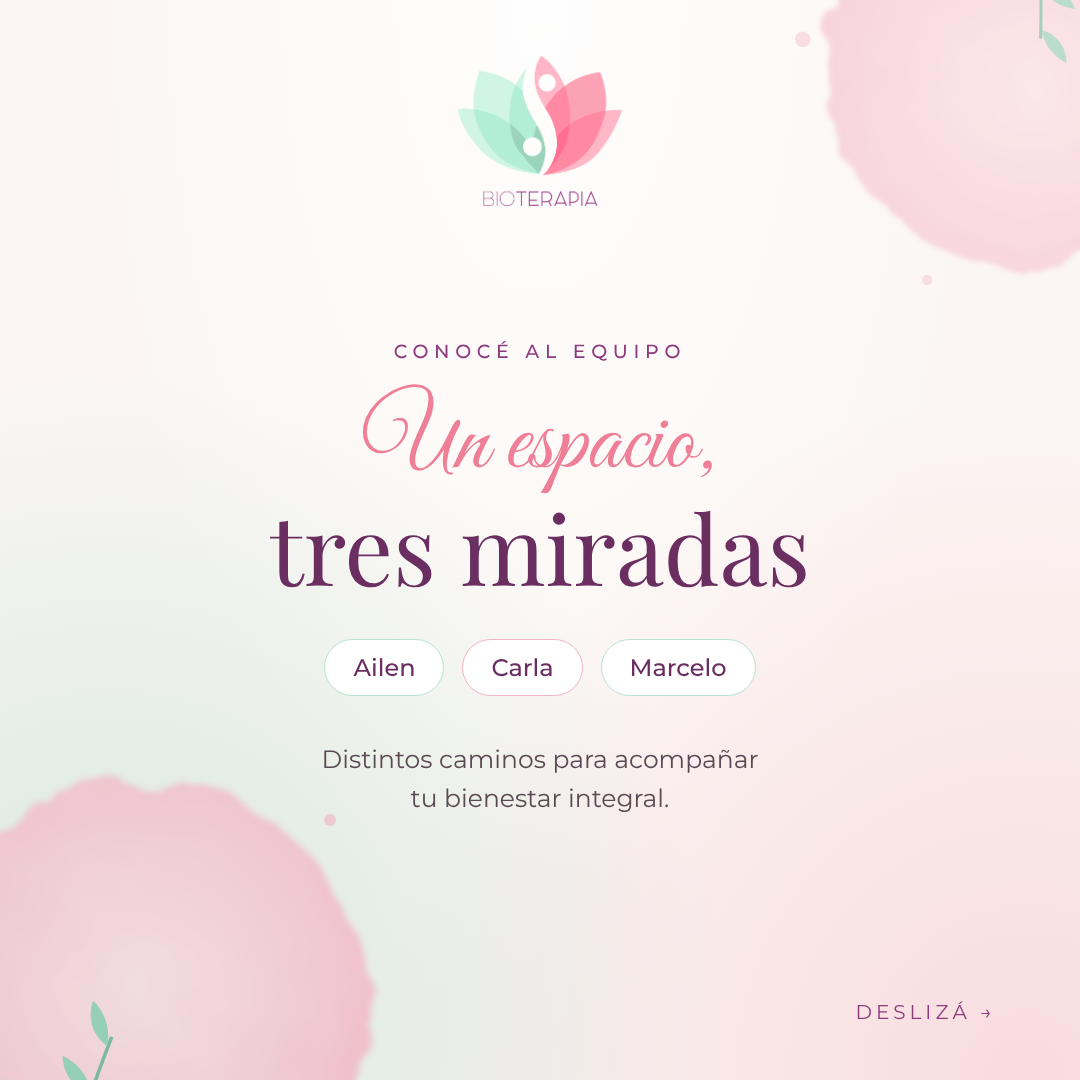 BIOTERAPIA
CONOCÉ AL EQUIPO
Un espacio,
tres miradas
Ailen Carla Marcelo
Distintos caminos para acompañar
tu bienestar integral.
DESLIZÁ →